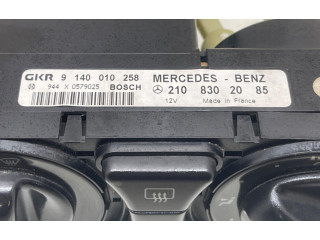 GKR 9 140 010 258 MERCEDES - BENZ
944 X 0579025 BOSCH 210 830 20 85
12V Made in France